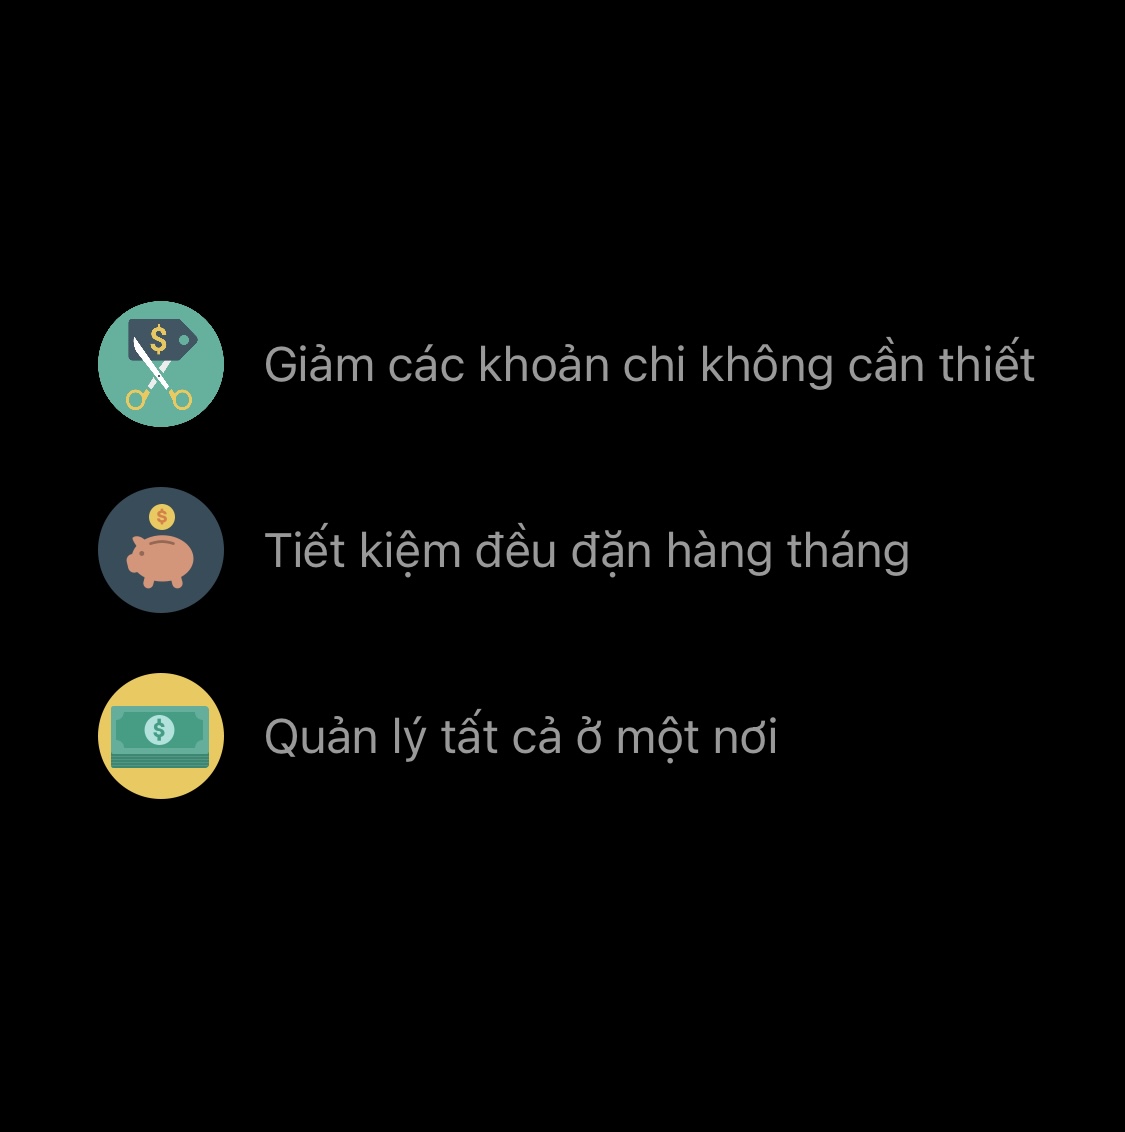 Giảm các khoản chi không cần thiết
Tiết kiệm đều đặn hàng tháng
Quản lý tất cả ở một nơi